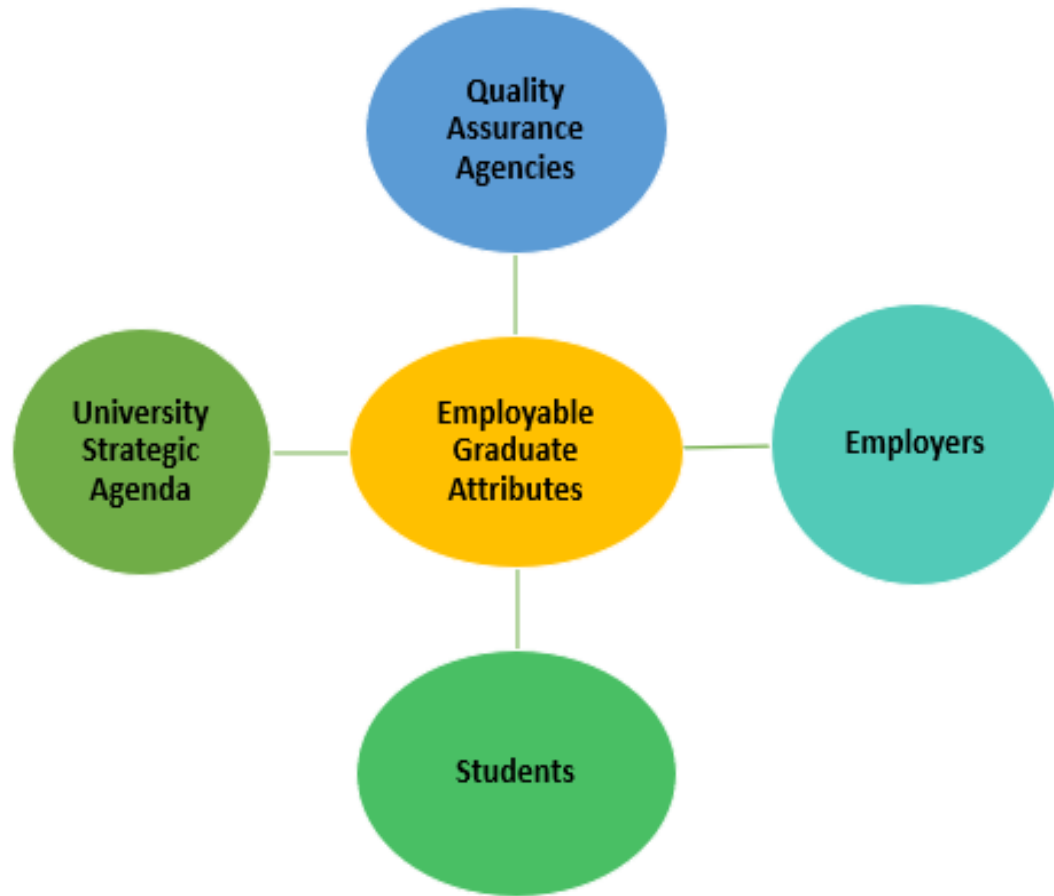 Quality
Assurance
Agencies
University
Strategic
Agenda
Employable
Graduate
Attributes
Employers
Students